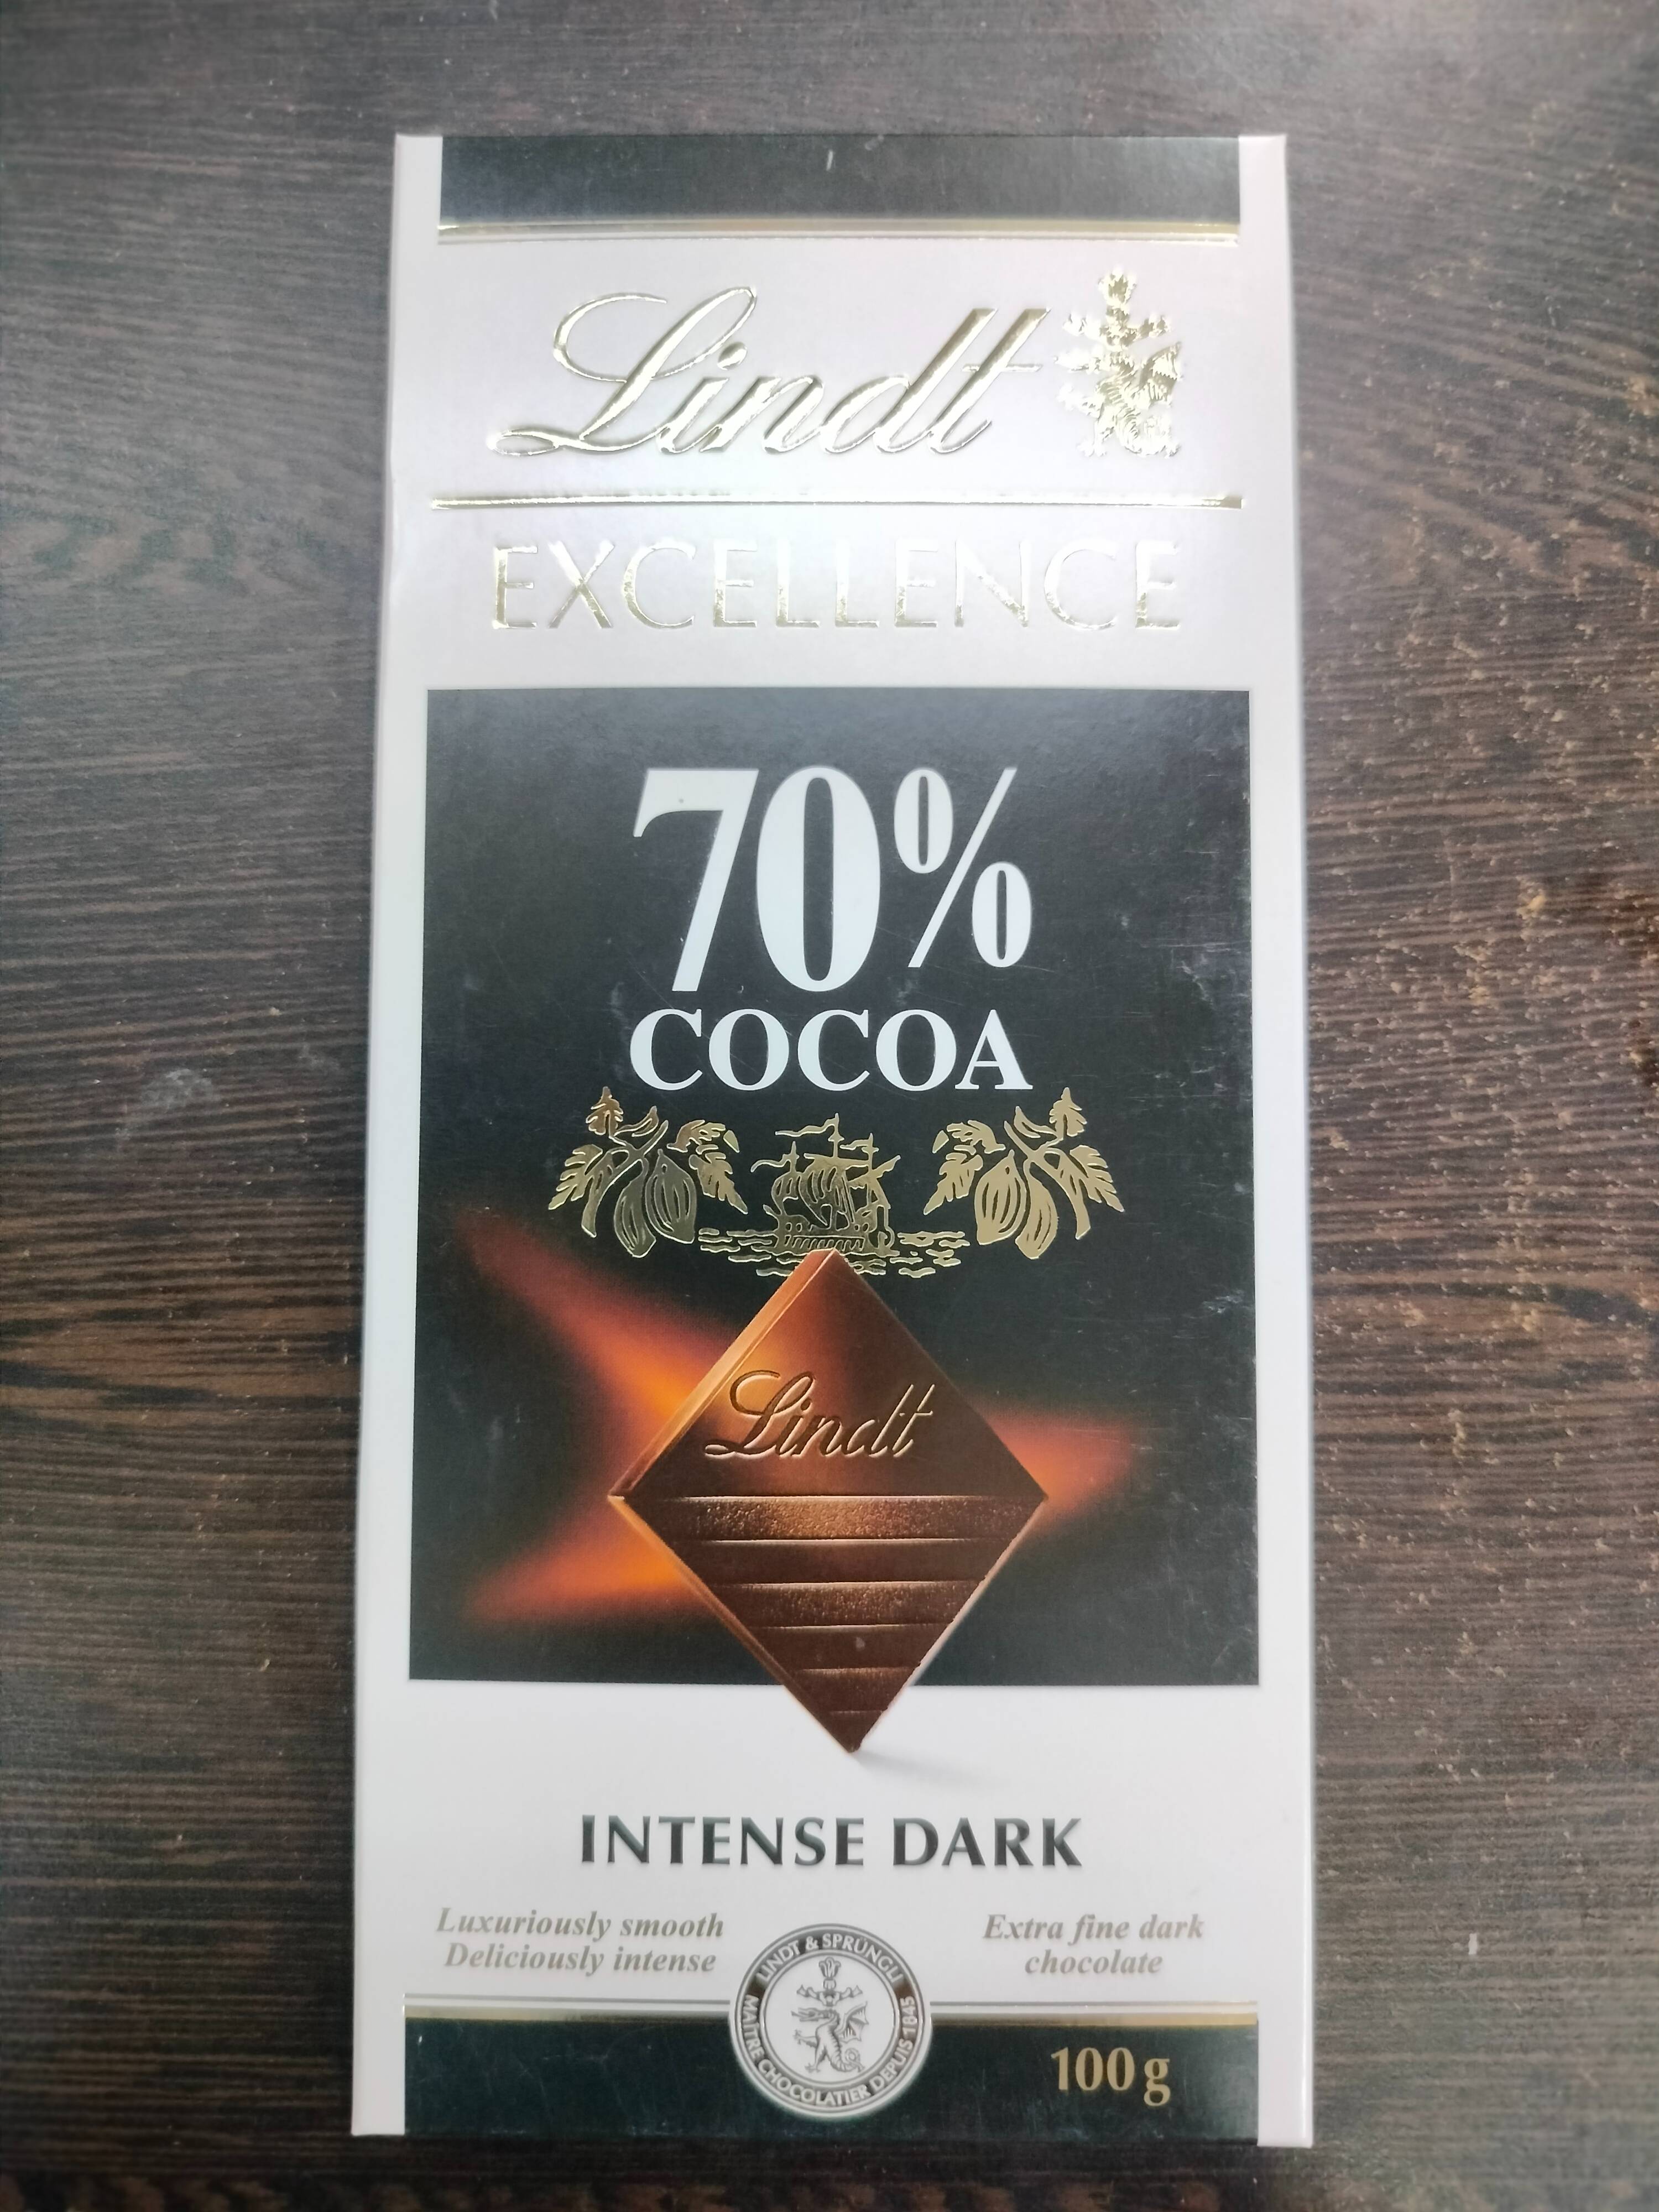 Lindt
EXCELLENCE
70%
COCOA
Lindt
INTENSE DARK
Luxuriously smooth
Deliciously intense
Extra fine dark
chocolate
LINDT & SPRÜNGLI
MAÎTRE CHOCOLATIER DEPUIS 1845
100 g